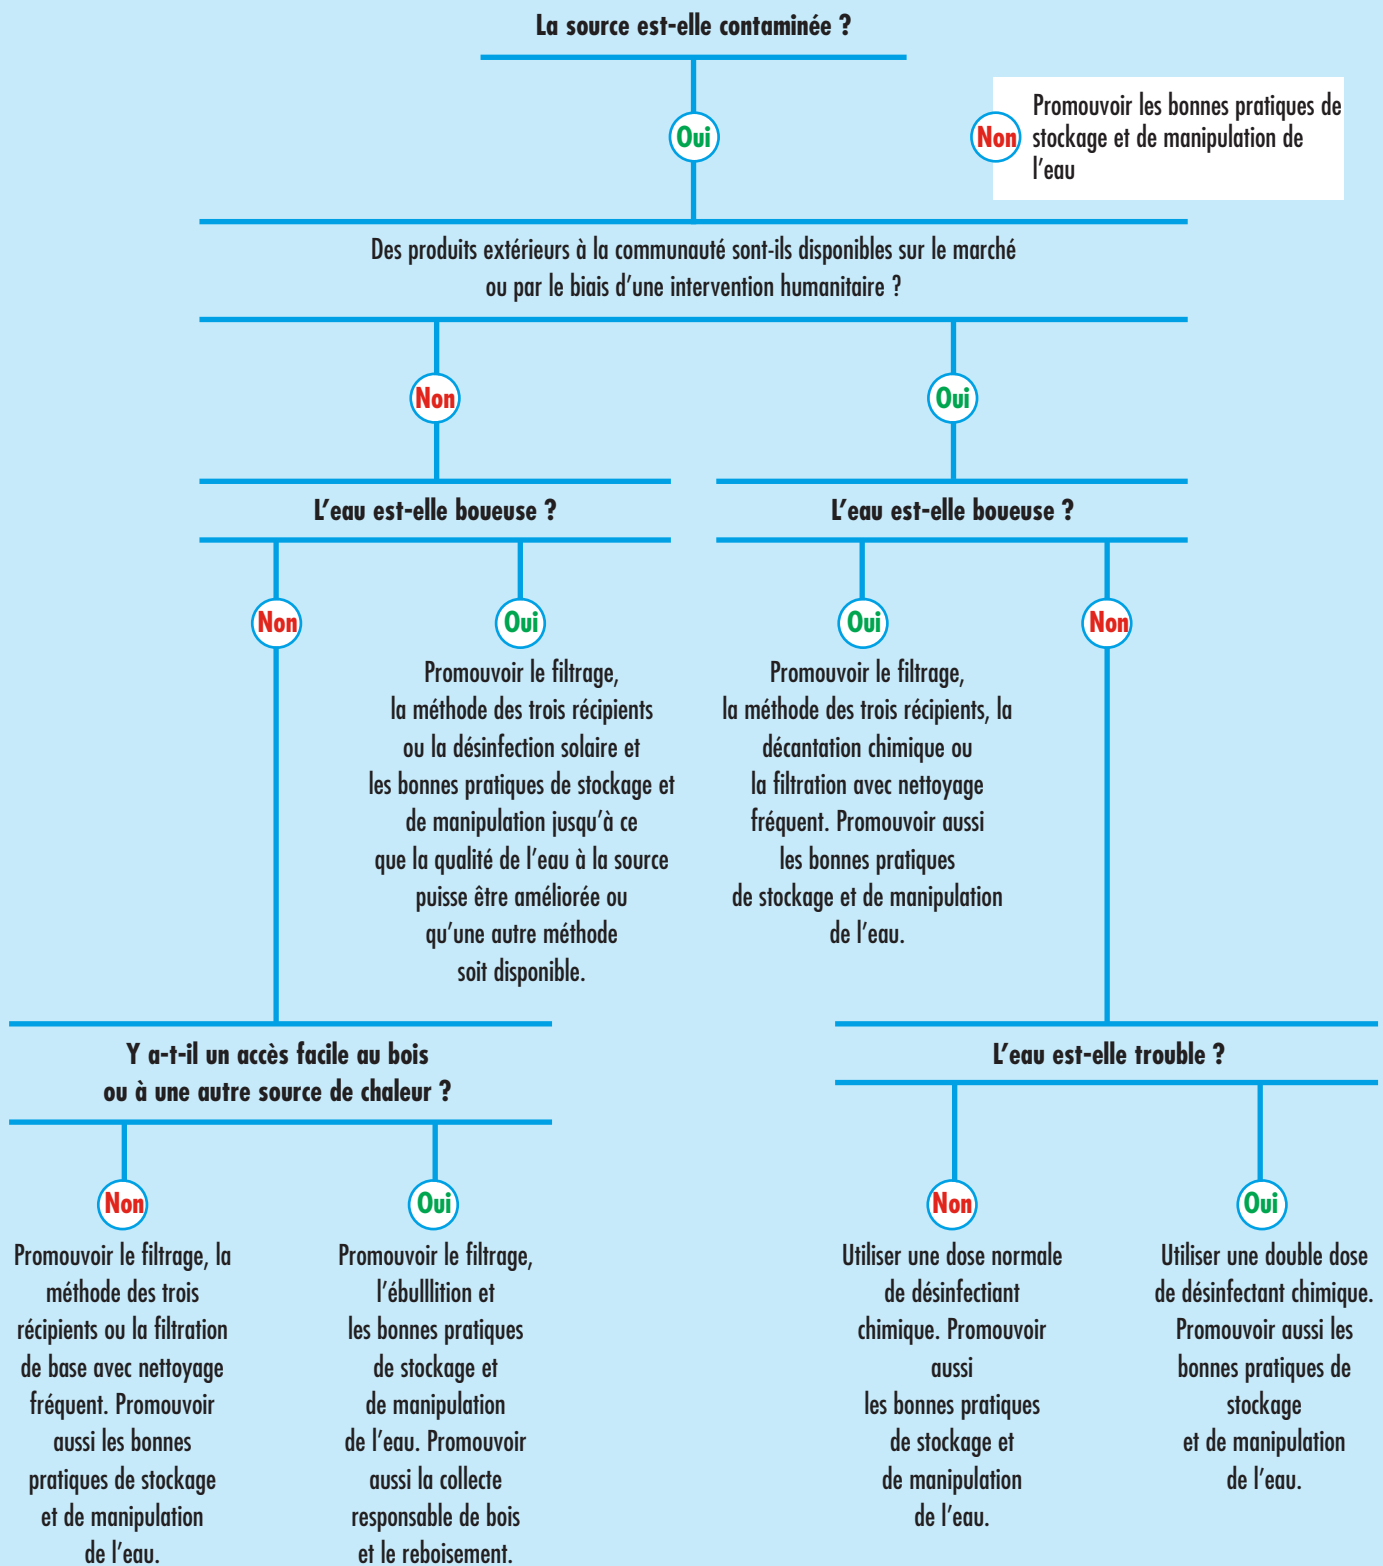 La source est-elle contaminée ?
Oui
Non
Promouvoir les bonnes pratiques de
stockage et de manipulation de
l'eau
Des produits extérieurs à la communauté sont-ils disponibles sur le marché
ou par le biais d'une intervention humanitaire ?
Non
Oui
L'eau est-elle boueuse ?
L'eau est-elle boueuse ?
Non
Oui
Promouvoir le filtrage,
la méthode des trois récipients
ou la désinfection solaire et
les bonnes pratiques de stockage et
de manipulation jusqu'à ce
que la qualité de l'eau à la source
puisse être améliorée ou
qu'une autre méthode
soit disponible.
Oui
Promouvoir le filtrage,
la méthode des trois récipients, la
décantation chimique ou
la filtration avec nettoyage
fréquent. Promouvoir aussi
les bonnes pratiques
de stockage et de manipulation
de l'eau.
Non
Y a-t-il un accès facile au bois
ou à une autre source de chaleur ?
L'eau est-elle trouble ?
Non
Promouvoir le filtrage, la
méthode des trois
récipients ou la filtration
de base avec nettoyage
fréquent. Promouvoir
aussi les bonnes
pratiques de stockage
et de manipulation
de l'eau.
Oui
Promouvoir le filtrage,
l'ébulllition et
les bonnes pratiques
de stockage et
de manipulation
de l'eau. Promouvoir
aussi la collecte
responsable de bois
et le reboisement.
Non
Utiliser une dose normale
de désinfectiant
chimique. Promouvoir
aussi
les bonnes pratiques
de stockage et
de manipulation
de l'eau.
Oui
Utiliser une double dose
de désinfectant chimique.
Promouvoir aussi les
bonnes pratiques de
stockage
et de manipulation
de l'eau.